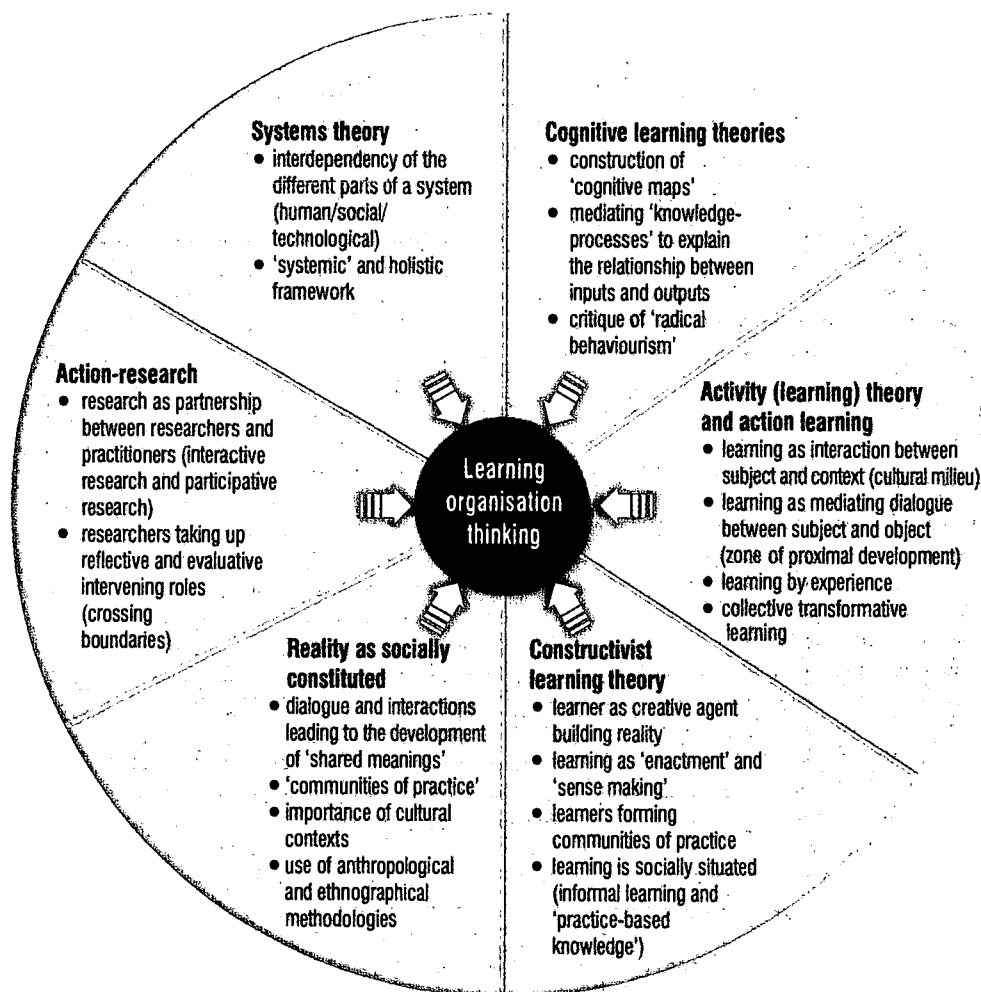 Systems theory
• interdependency of the
different parts of a system
(human/social/
technological)
• 'systemic' and holistic
framework
Cognitive learning theories
• construction of
'cognitive maps'
• mediating 'knowledge-
processes' to explain
the relationship between
inputs and outputs
• critique of 'radical
behaviourism'
Action-research
• research as partnership
between researchers and
practitioners (interactive
research and participative
research)
• researchers taking up
reflective and evaluative
intervening roles
(crossing
boundaries)
Learning
organisation
thinking
Activity (learning) theory
and action learning
• learning as interaction between
subject and context (cultural milieu)
• learning as mediating dialogue
between subject and object
(zone of proximal development)
• learning by experience
• collective transformative
learning
Reality as socially
constituted
• dialogue and interactions
leading to the development
of 'shared meanings'
• 'communities of practice'
• importance of cultural
contexts
• use of anthropological
and ethnographical
methodologies
Constructivist
learning theory
• learner as creative agent
building reality
• learning as 'enactment' and
'sense making'
• learners forming
communities of practice
• learning is socially situated
(informal learning and
'practice-based
knowledge')